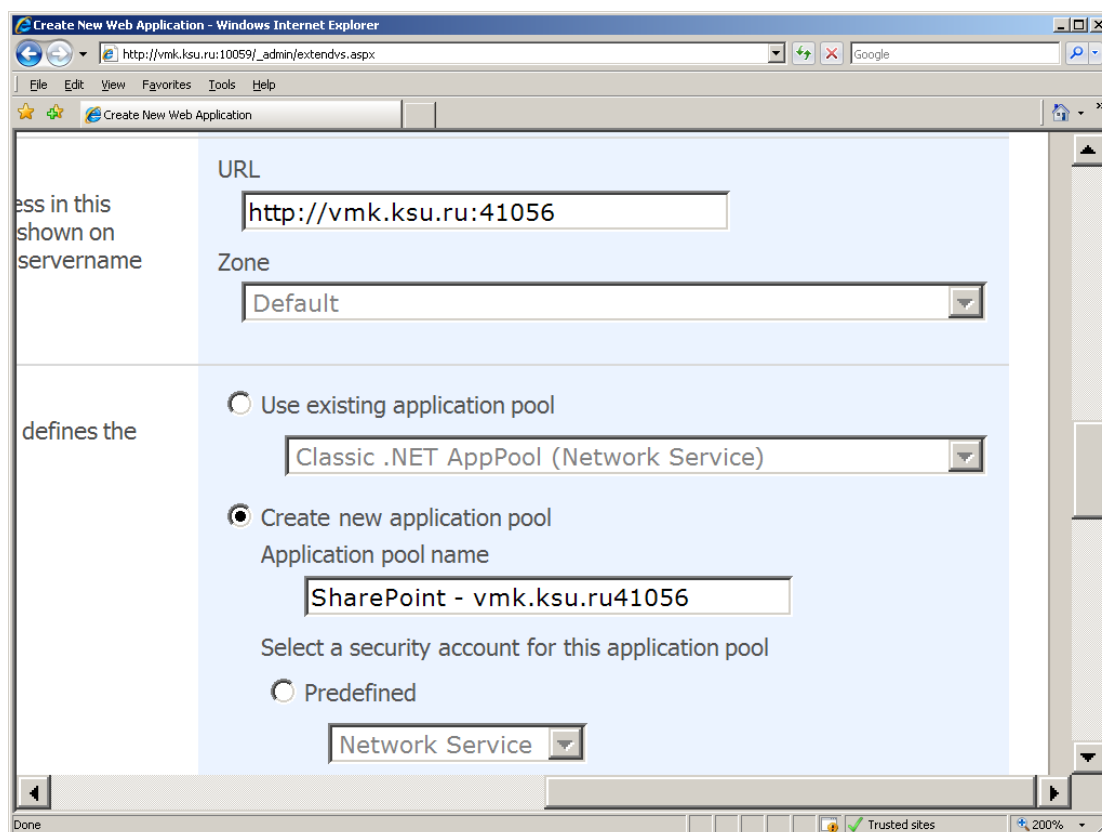 Create New Web Application - Windows Internet Explorer
http://vmk.ksu.ru:10059/_admin/extendvs.aspx
Google
File Edit View Favorites Tools Help
Create New Web Application
URL
ess in this
http://vmk.ksu.ru:41056
shown on
servername
Zone
Default
Use existing application pool
defines the
Classic .NET AppPool (Network Service)
Create new application pool
Application pool name
SharePoint - vmk.ksu.ru41056
Select a security account for this application pool
Predefined
Network Service
Done
Trusted sites
200%